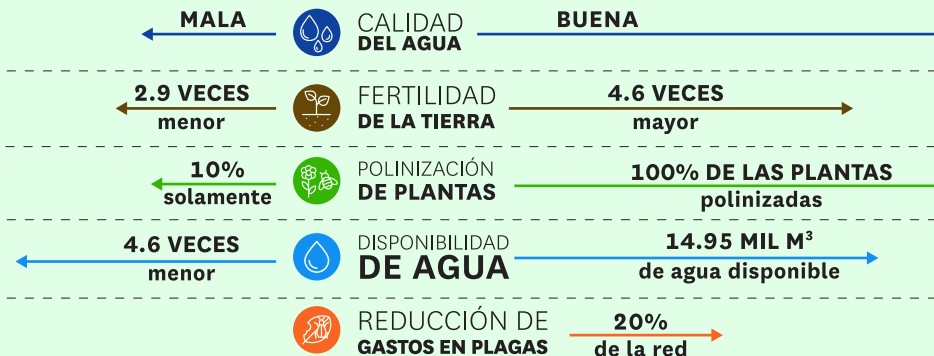 MALA
CALIDAD
DEL AGUA
BUENA
2.9 VECES
menor
FERTILIDAD
DE LA TIERRA
4.6 VECES
mayor
10%
solamente
POLINIZACIÓN
DE PLANTAS
100% DE LAS PLANTAS
polinizadas
4.6 VECES
menor
DISPONIBILIDAD
DE AGUA
14.95 MIL M³
de agua disponible
REDUCCIÓN DE
GASTOS EN PLAGAS
20%
de la red